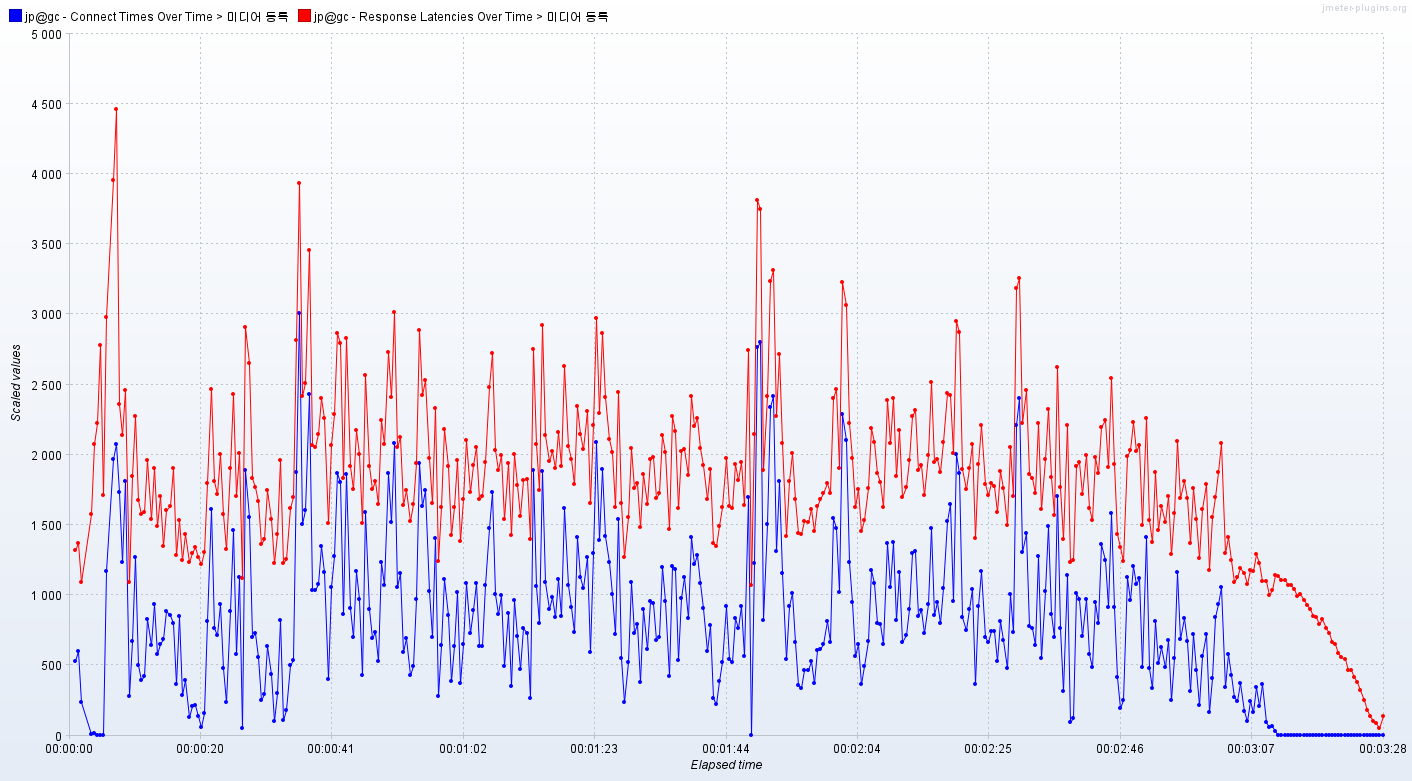 jp@gc - Connect Times Over Time > 미디어 등록 jp@gc - Response Latencies Over Time > 미디어 등록
jmeter-plugins.org
5 000
4 500
4 000
3 500
3 000
2 500
2 000
1 500
1 000
500
0
Scaled values
00:00:00 00:00:20 00:00:41 00:01:02 00:01:23 00:01:44 00:02:04 00:02:25 00:02:46 00:03:07 00:03:28
Elapsed time